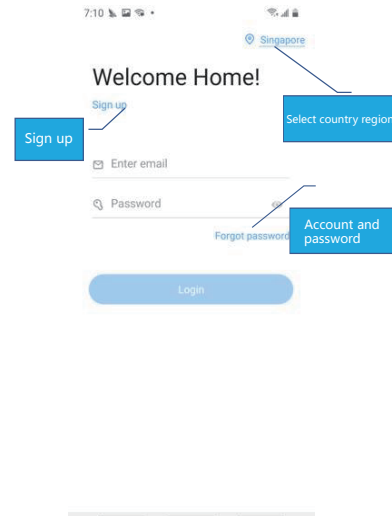 7:10
Singapore
Welcome Home!
Sign up
Sign up
Select country region
Enter email
Password
Forgot password
Account and
password
Login